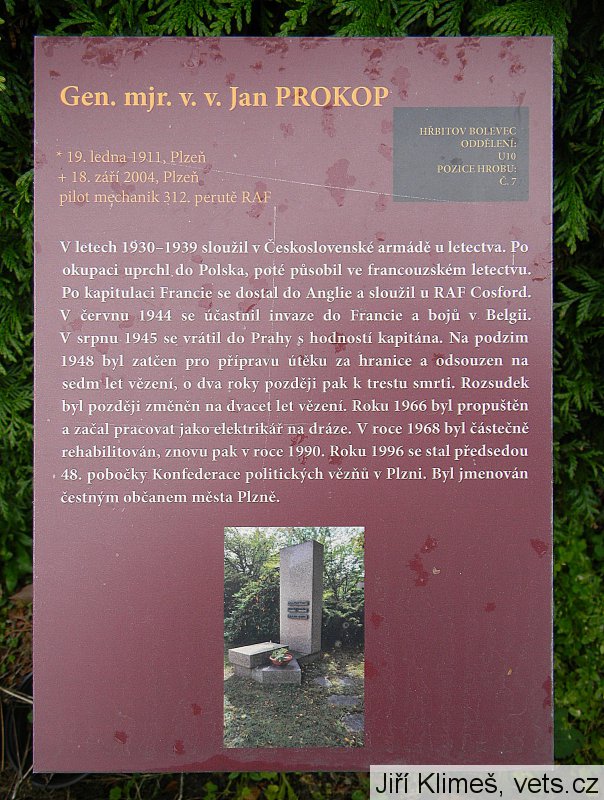 Gen. mjr. v. v. Jan PROKOP
HŘBITOV BOLEVEC
ODDĚLENÍ:
U10
POZICE HROBU:
Č. 7
* 19. ledna 1911, Plzeň
+ 18. září 2004, Plzeň
pilot mechanik 312. perutě RAF
V letech 1930–1939 sloužil v Československé armádě u letectva. Po
okupaci uprchl do Polska, poté působil ve francouzském letectvu.
Po kapitulaci Francie se dostal do Anglie a sloužil u RAF Cosford.
V červnu 1944 se účastnil invaze do Francie a bojů v Belgii.
V srpnu 1945 se vrátil do Prahy s hodností kapitána. Na podzim
1948 byl zatčen pro přípravu útěku za hranice a odsouzen na
sedm let vězení, o dva roky později pak k trestu smrti. Rozsudek
byl později změněn na dvacet let vězení. Roku 1966 byl propuštěn
a začal pracovat jako elektrikář na dráze. V roce 1968 byl částečně
rehabilitován, znovu pak v roce 1990. Roku 1996 se stal předsedou
48. pobočky Konfederace politických vězňů v Plzni. Byl jmenován
čestným občanem města Plzně.
Jiří Klimeš, vets.cz